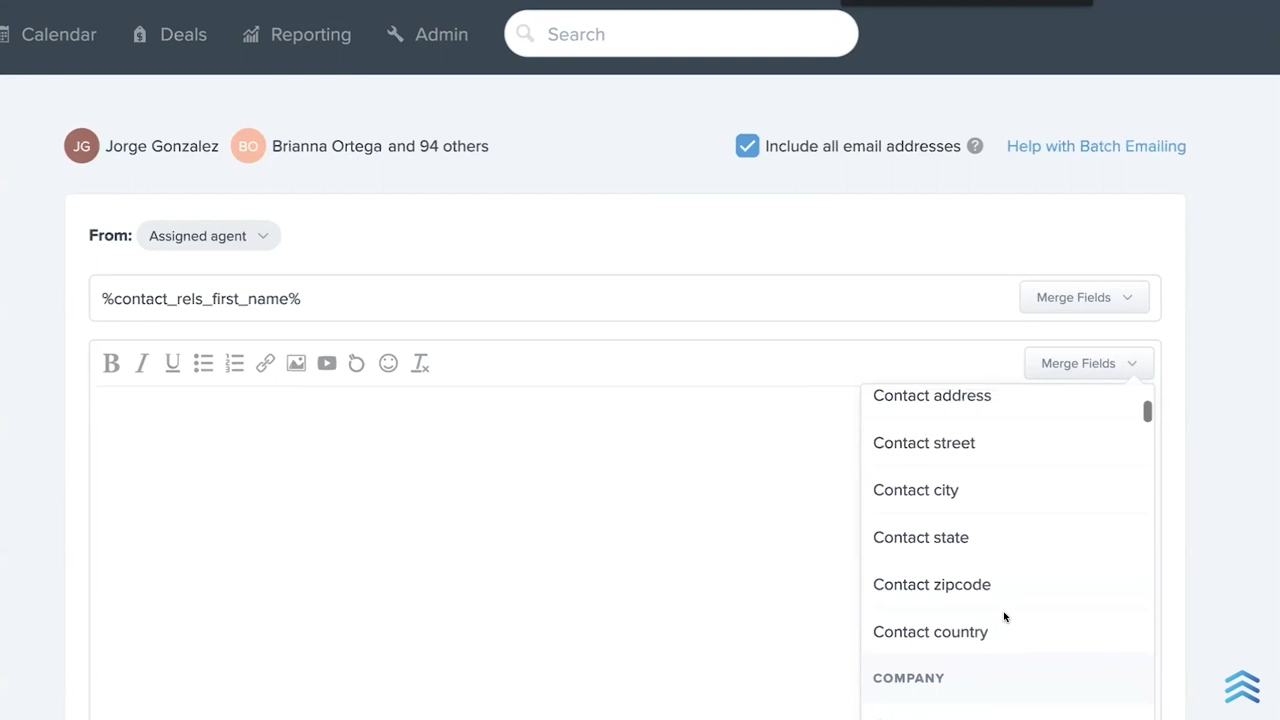 Calendar
Deals
Reporting
Admin
Search
JG Jorge Gonzalez BO Brianna Ortega and 94 others
Include all email addresses ?
Help with Batch Emailing
From: Assigned agent
%contact_rels_first_name%
Merge Fields
B I U
Merge Fields
Contact address
Contact street
Contact city
Contact state
Contact zipcode
Contact country
COMPANY